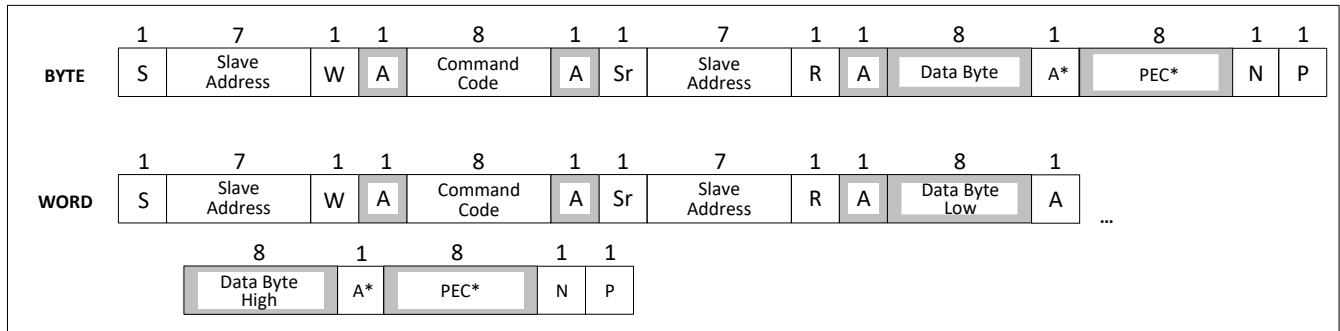 1 7 1 1 8 1 1 7 1 1 8 1 8 1 1
BYTE S Slave Address W A Command Code A Sr Slave Address R A Data Byte A* PEC* N P
1 7 1 1 8 1 1 7 1 1 8 1
WORD S Slave Address W A Command Code A Sr Slave Address R A Data Byte Low A ...
8 1 8 1 1
Data Byte High A* PEC* N P